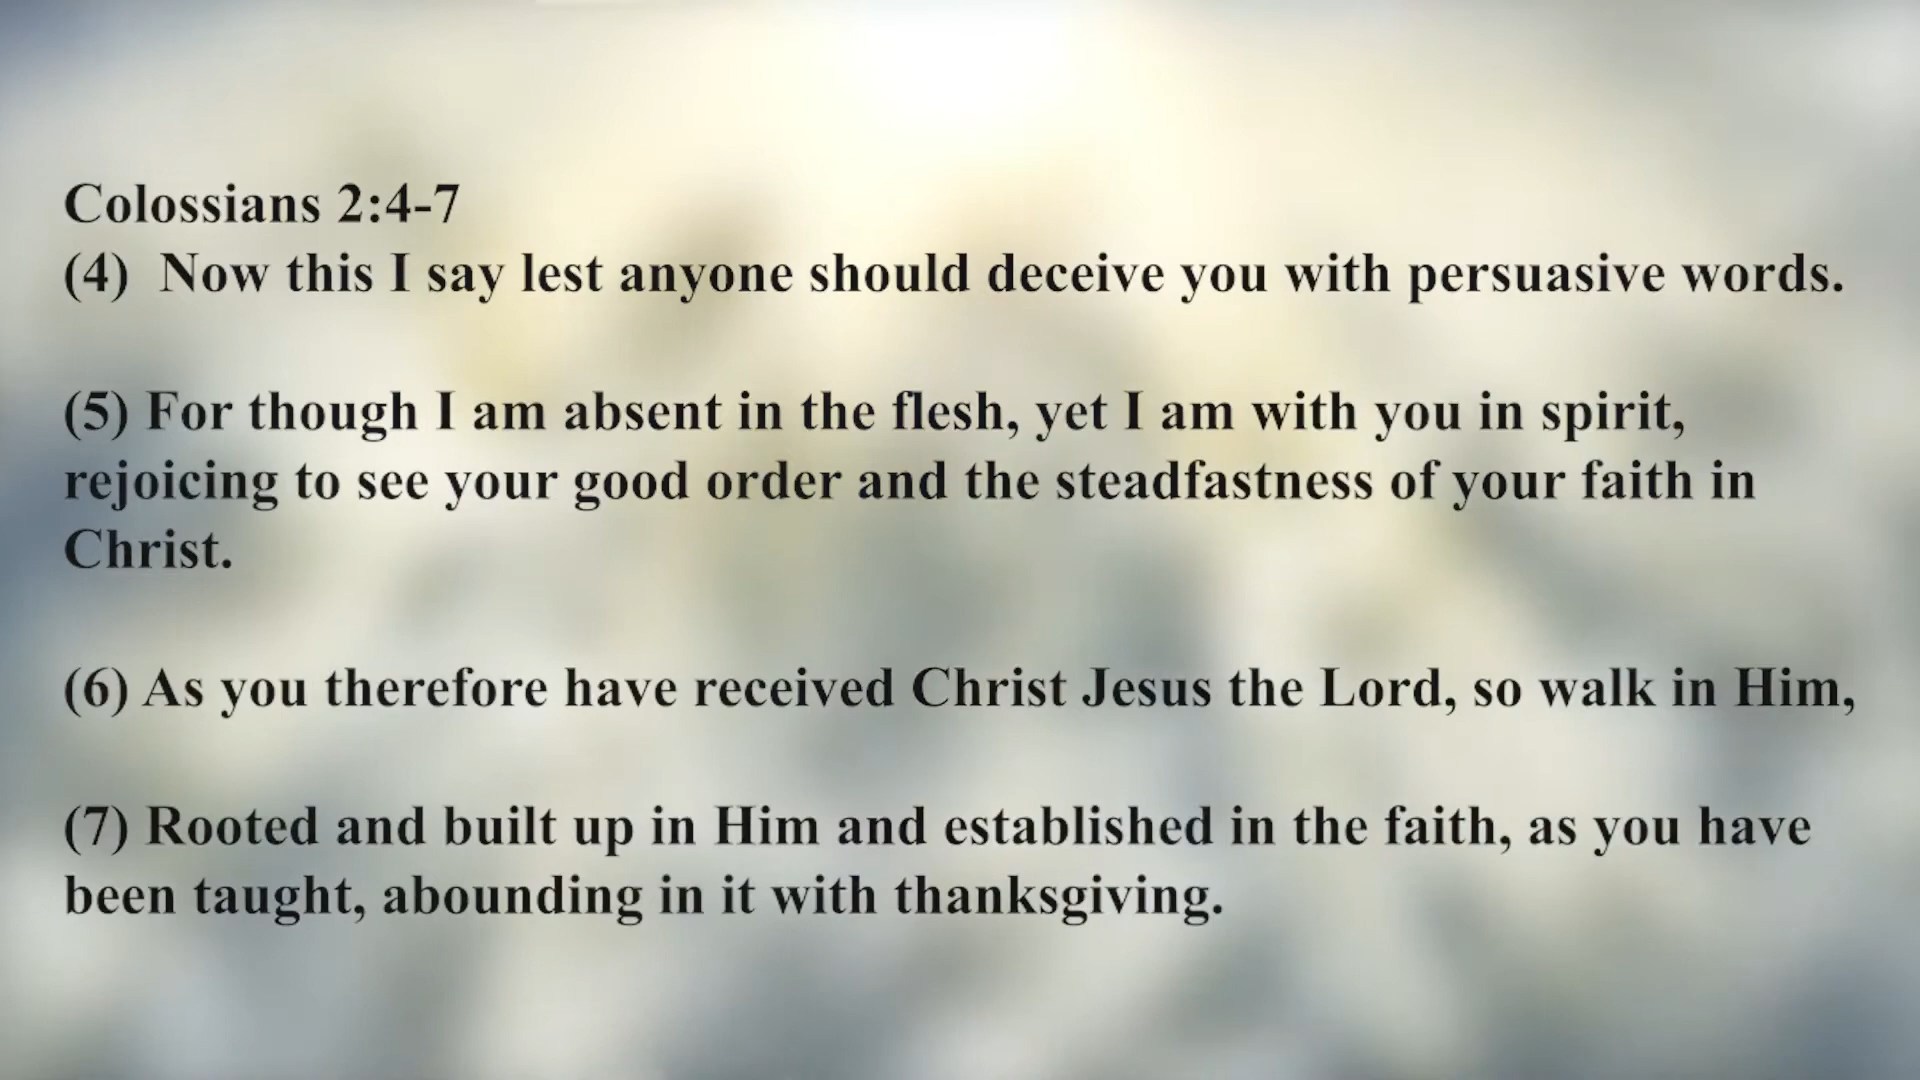 Colossians 2:4-7
(4)  Now this I say lest anyone should deceive you with persuasive words.
(5) For though I am absent in the flesh, yet I am with you in spirit,
rejoicing to see your good order and the steadfastness of your faith in
Christ.
(6) As you therefore have received Christ Jesus the Lord, so walk in Him,
(7) Rooted and built up in Him and established in the faith, as you have
been taught, abounding in it with thanksgiving.